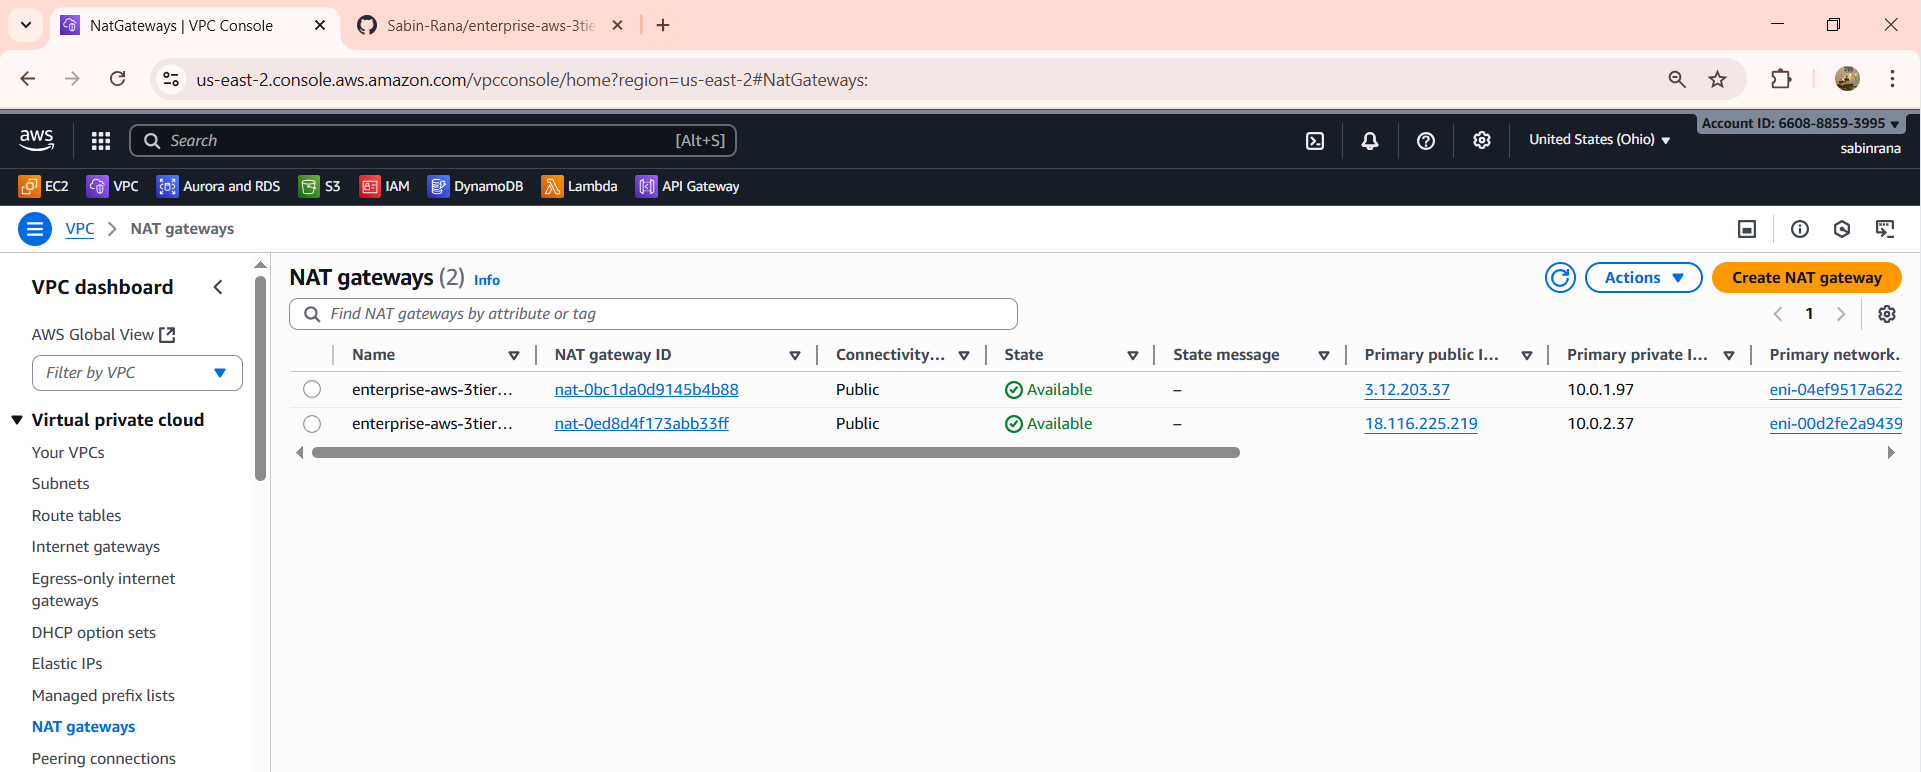 NatGateways | VPC Console
Sabin-Rana/enterprise-aws-3tie
us-east-2.console.aws.amazon.com/vpcconsole/home?region=us-east-2#NatGateways:
aws
Search
[Alt+S]
United States (Ohio)
Account ID: 6608-8859-3995
sabinrana
EC2
VPC
Aurora and RDS
S3
IAM
DynamoDB
Lambda
API Gateway
VPC
NAT gateways
VPC dashboard
AWS Global View
Filter by VPC
Virtual private cloud
Your VPCs
Subnets
Route tables
Internet gateways
Egress-only internet
gateways
DHCP option sets
Elastic IPs
Managed prefix lists
NAT gateways
Peering connections
NAT gateways (2) Info
Actions
Create NAT gateway
Find NAT gateways by attribute or tag
1
Name NAT gateway ID Connectivity... State State message Primary public I... Primary private I... Primary network...
enterprise-aws-3tier... nat-0bc1da0d9145b4b88 Public Available – 3.12.203.37 10.0.1.97 eni-04ef9517a622
enterprise-aws-3tier... nat-0ed8d4f173abb33ff Public Available – 18.116.225.219 10.0.2.37 eni-00d2fe2a9439